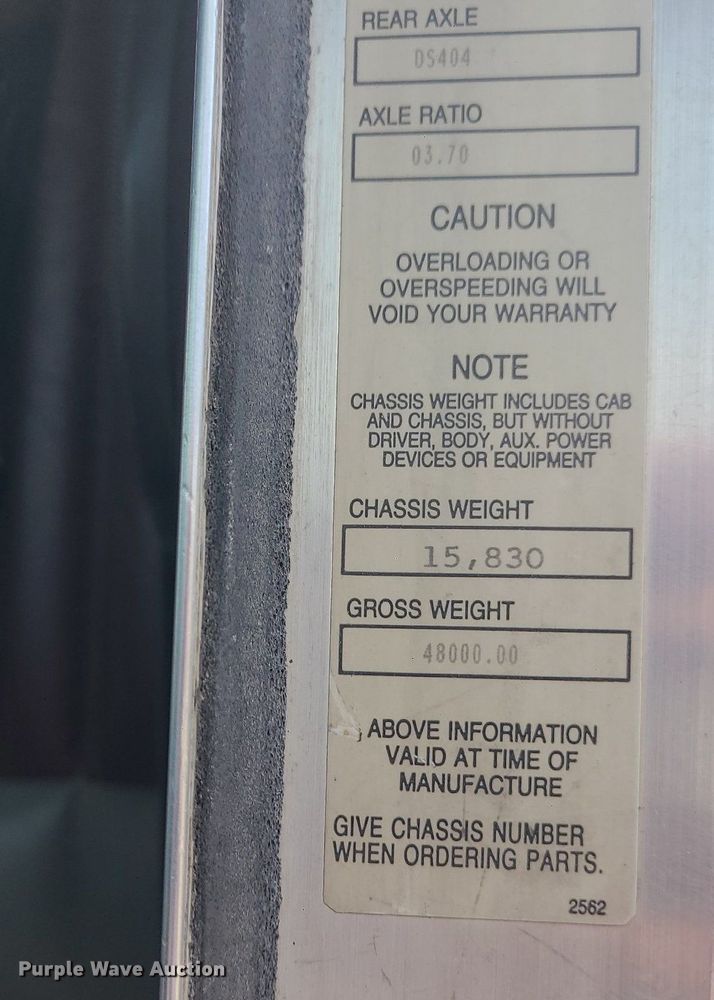 REAR AXLE
DS404
AXLE RATIO
03.70
CAUTION
OVERLOADING OR
OVERSPEEDING WILL
VOID YOUR WARRANTY
NOTE
CHASSIS WEIGHT INCLUDES CAB
AND CHASSIS, BUT WITHOUT
DRIVER, BODY, AUX. POWER
DEVICES OR EQUIPMENT
CHASSIS WEIGHT
15,830
GROSS WEIGHT
48000.00
ABOVE INFORMATION
VALID AT TIME OF
MANUFACTURE
GIVE CHASSIS NUMBER
WHEN ORDERING PARTS.
2562
Purple Wave Auction